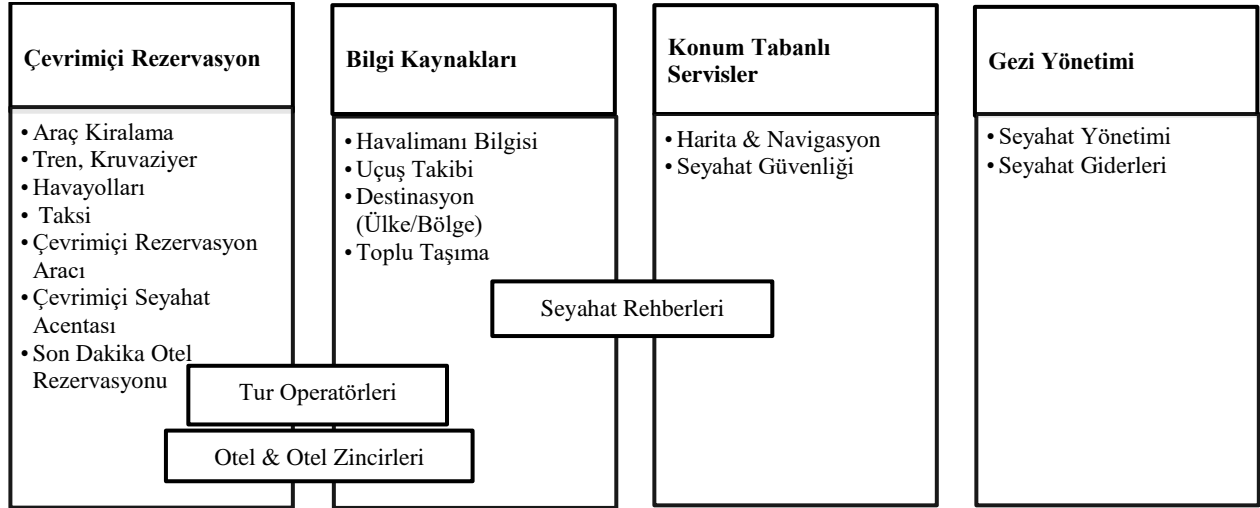 Çevrimiçi Rezervasyon
• Araç Kiralama
• Tren, Kruvaziyer
• Havayolları
• Taksi
• Çevrimiçi Rezervasyon
Aracı
• Çevrimiçi Seyahat
Acentası
• Son Dakika Otel
Rezervasyonu
Bilgi Kaynakları
• Havalimanı Bilgisi
• Uçuş Takibi
• Destinasyon
(Ülke/Bölge)
• Toplu Taşıma
Konum Tabanlı
Servisler
• Harita & Navigasyon
• Seyahat Güvenliği
Gezi Yönetimi
• Seyahat Yönetimi
• Seyahat Giderleri
Seyahat Rehberleri
Tur Operatörleri
Otel & Otel Zincirleri